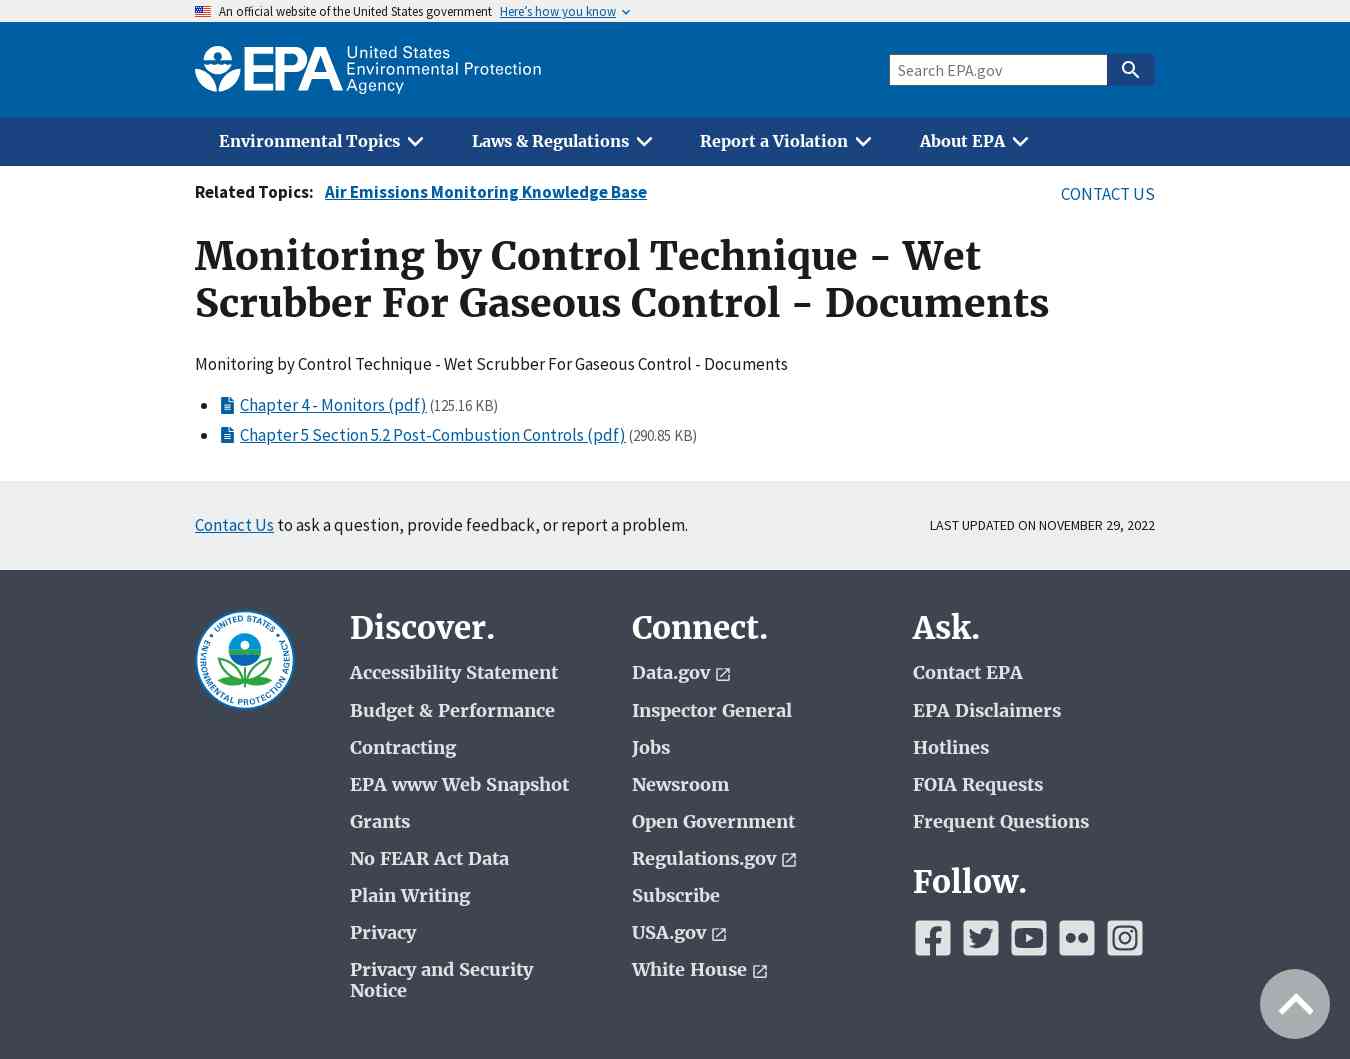 An official website of the United States government Here's how you know
EPA United States
Environmental Protection
Agency
Search EPA.gov
Environmental Topics Laws & Regulations Report a Violation About EPA
Related Topics: Air Emissions Monitoring Knowledge Base CONTACT US
Monitoring by Control Technique - Wet
Scrubber For Gaseous Control - Documents
Monitoring by Control Technique - Wet Scrubber For Gaseous Control - Documents
Chapter 4 - Monitors (pdf) (125.16 KB)
Chapter 5 Section 5.2 Post-Combustion Controls (pdf) (290.85 KB)
Contact Us to ask a question, provide feedback, or report a problem. LAST UPDATED ON NOVEMBER 29, 2022
UNITED STATES
ENVIRONMENTAL PROTECTION AGENCY
Discover.
Accessibility Statement
Budget & Performance
Contracting
EPA www Web Snapshot
Grants
No FEAR Act Data
Plain Writing
Privacy
Privacy and Security
Notice
Connect.
Data.gov
Inspector General
Jobs
Newsroom
Open Government
Regulations.gov
Subscribe
USA.gov
White House
Ask.
Contact EPA
EPA Disclaimers
Hotlines
FOIA Requests
Frequent Questions
Follow.